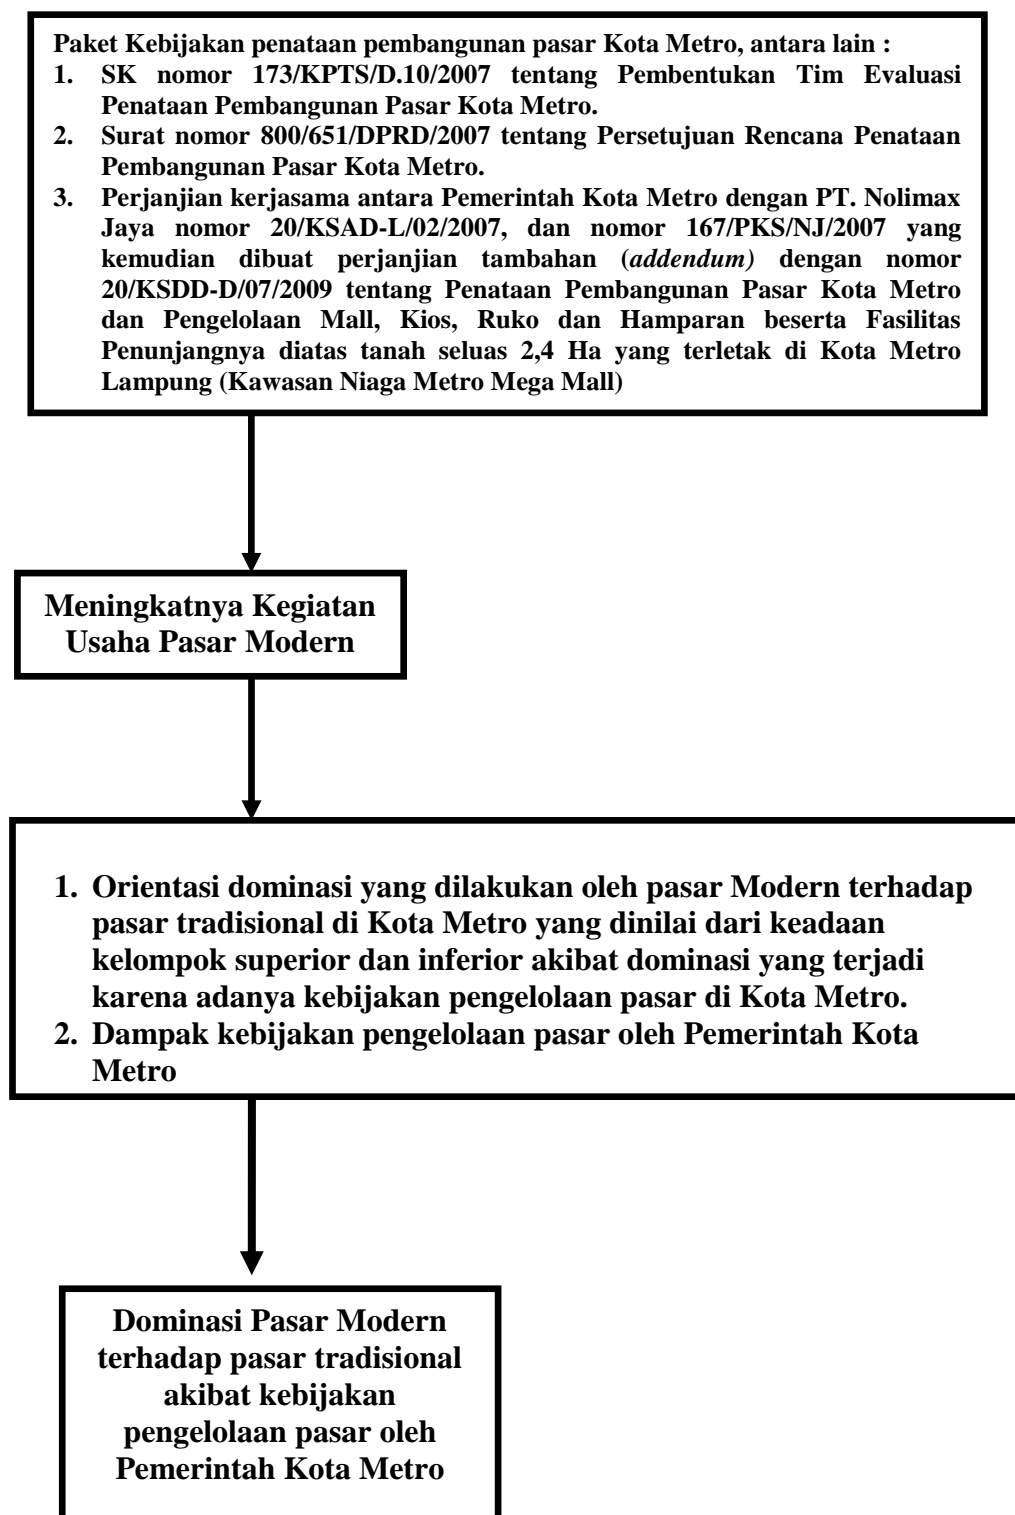 Paket Kebijakan penataan pembangunan pasar Kota Metro, antara lain :
1. SK nomor 173/KPTS/D.10/2007 tentang Pembentukan Tim Evaluasi
Penataan Pembangunan Pasar Kota Metro.
2. Surat nomor 800/651/DPRD/2007 tentang Persetujuan Rencana Penataan
Pembangunan Pasar Kota Metro.
3. Perjanjian kerjasama antara Pemerintah Kota Metro dengan PT. Nolimax
Jaya nomor 20/KSAD-L/02/2007, dan nomor 167/PKS/NJ/2007 yang
kemudian dibuat perjanjian tambahan (addendum) dengan nomor
20/KSDD-D/07/2009 tentang Penataan Pembangunan Pasar Kota Metro
dan Pengelolaan Mall, Kios, Ruko dan Hamparan beserta Fasilitas
Penunjangnya diatas tanah seluas 2,4 Ha yang terletak di Kota Metro
Lampung (Kawasan Niaga Metro Mega Mall)
Meningkatnya Kegiatan
Usaha Pasar Modern
1. Orientasi dominasi yang dilakukan oleh pasar Modern terhadap
pasar tradisional di Kota Metro yang dinilai dari keadaan
kelompok superior dan inferior akibat dominasi yang terjadi
karena adanya kebijakan pengelolaan pasar di Kota Metro.
2. Dampak kebijakan pengelolaan pasar oleh Pemerintah Kota
Metro
Dominasi Pasar Modern
terhadap pasar tradisional
akibat kebijakan
pengelolaan pasar oleh
Pemerintah Kota Metro